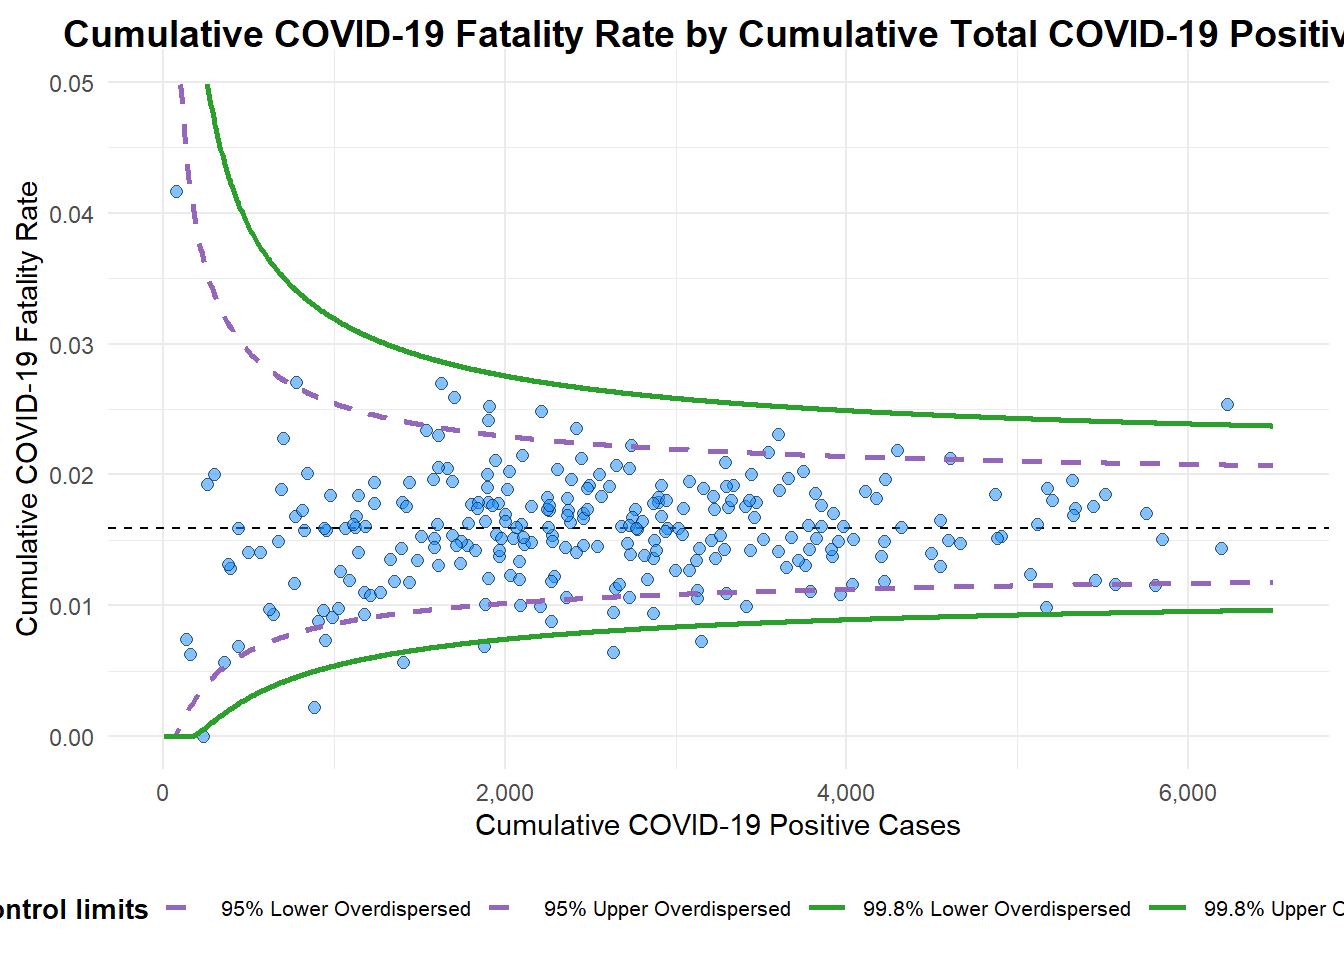 Cumulative COVID-19 Fatality Rate by Cumulative Total COVID-19 Positiv
Cumulative COVID-19 Fatality Rate
0.05
0.04
0.03
0.02
0.01
0.00
0
2,000
4,000
6,000
Cumulative COVID-19 Positive Cases
ontrol limits
95% Lower Overdispersed
95% Upper Overdispersed
99.8% Lower Overdispersed
99.8% Upper O